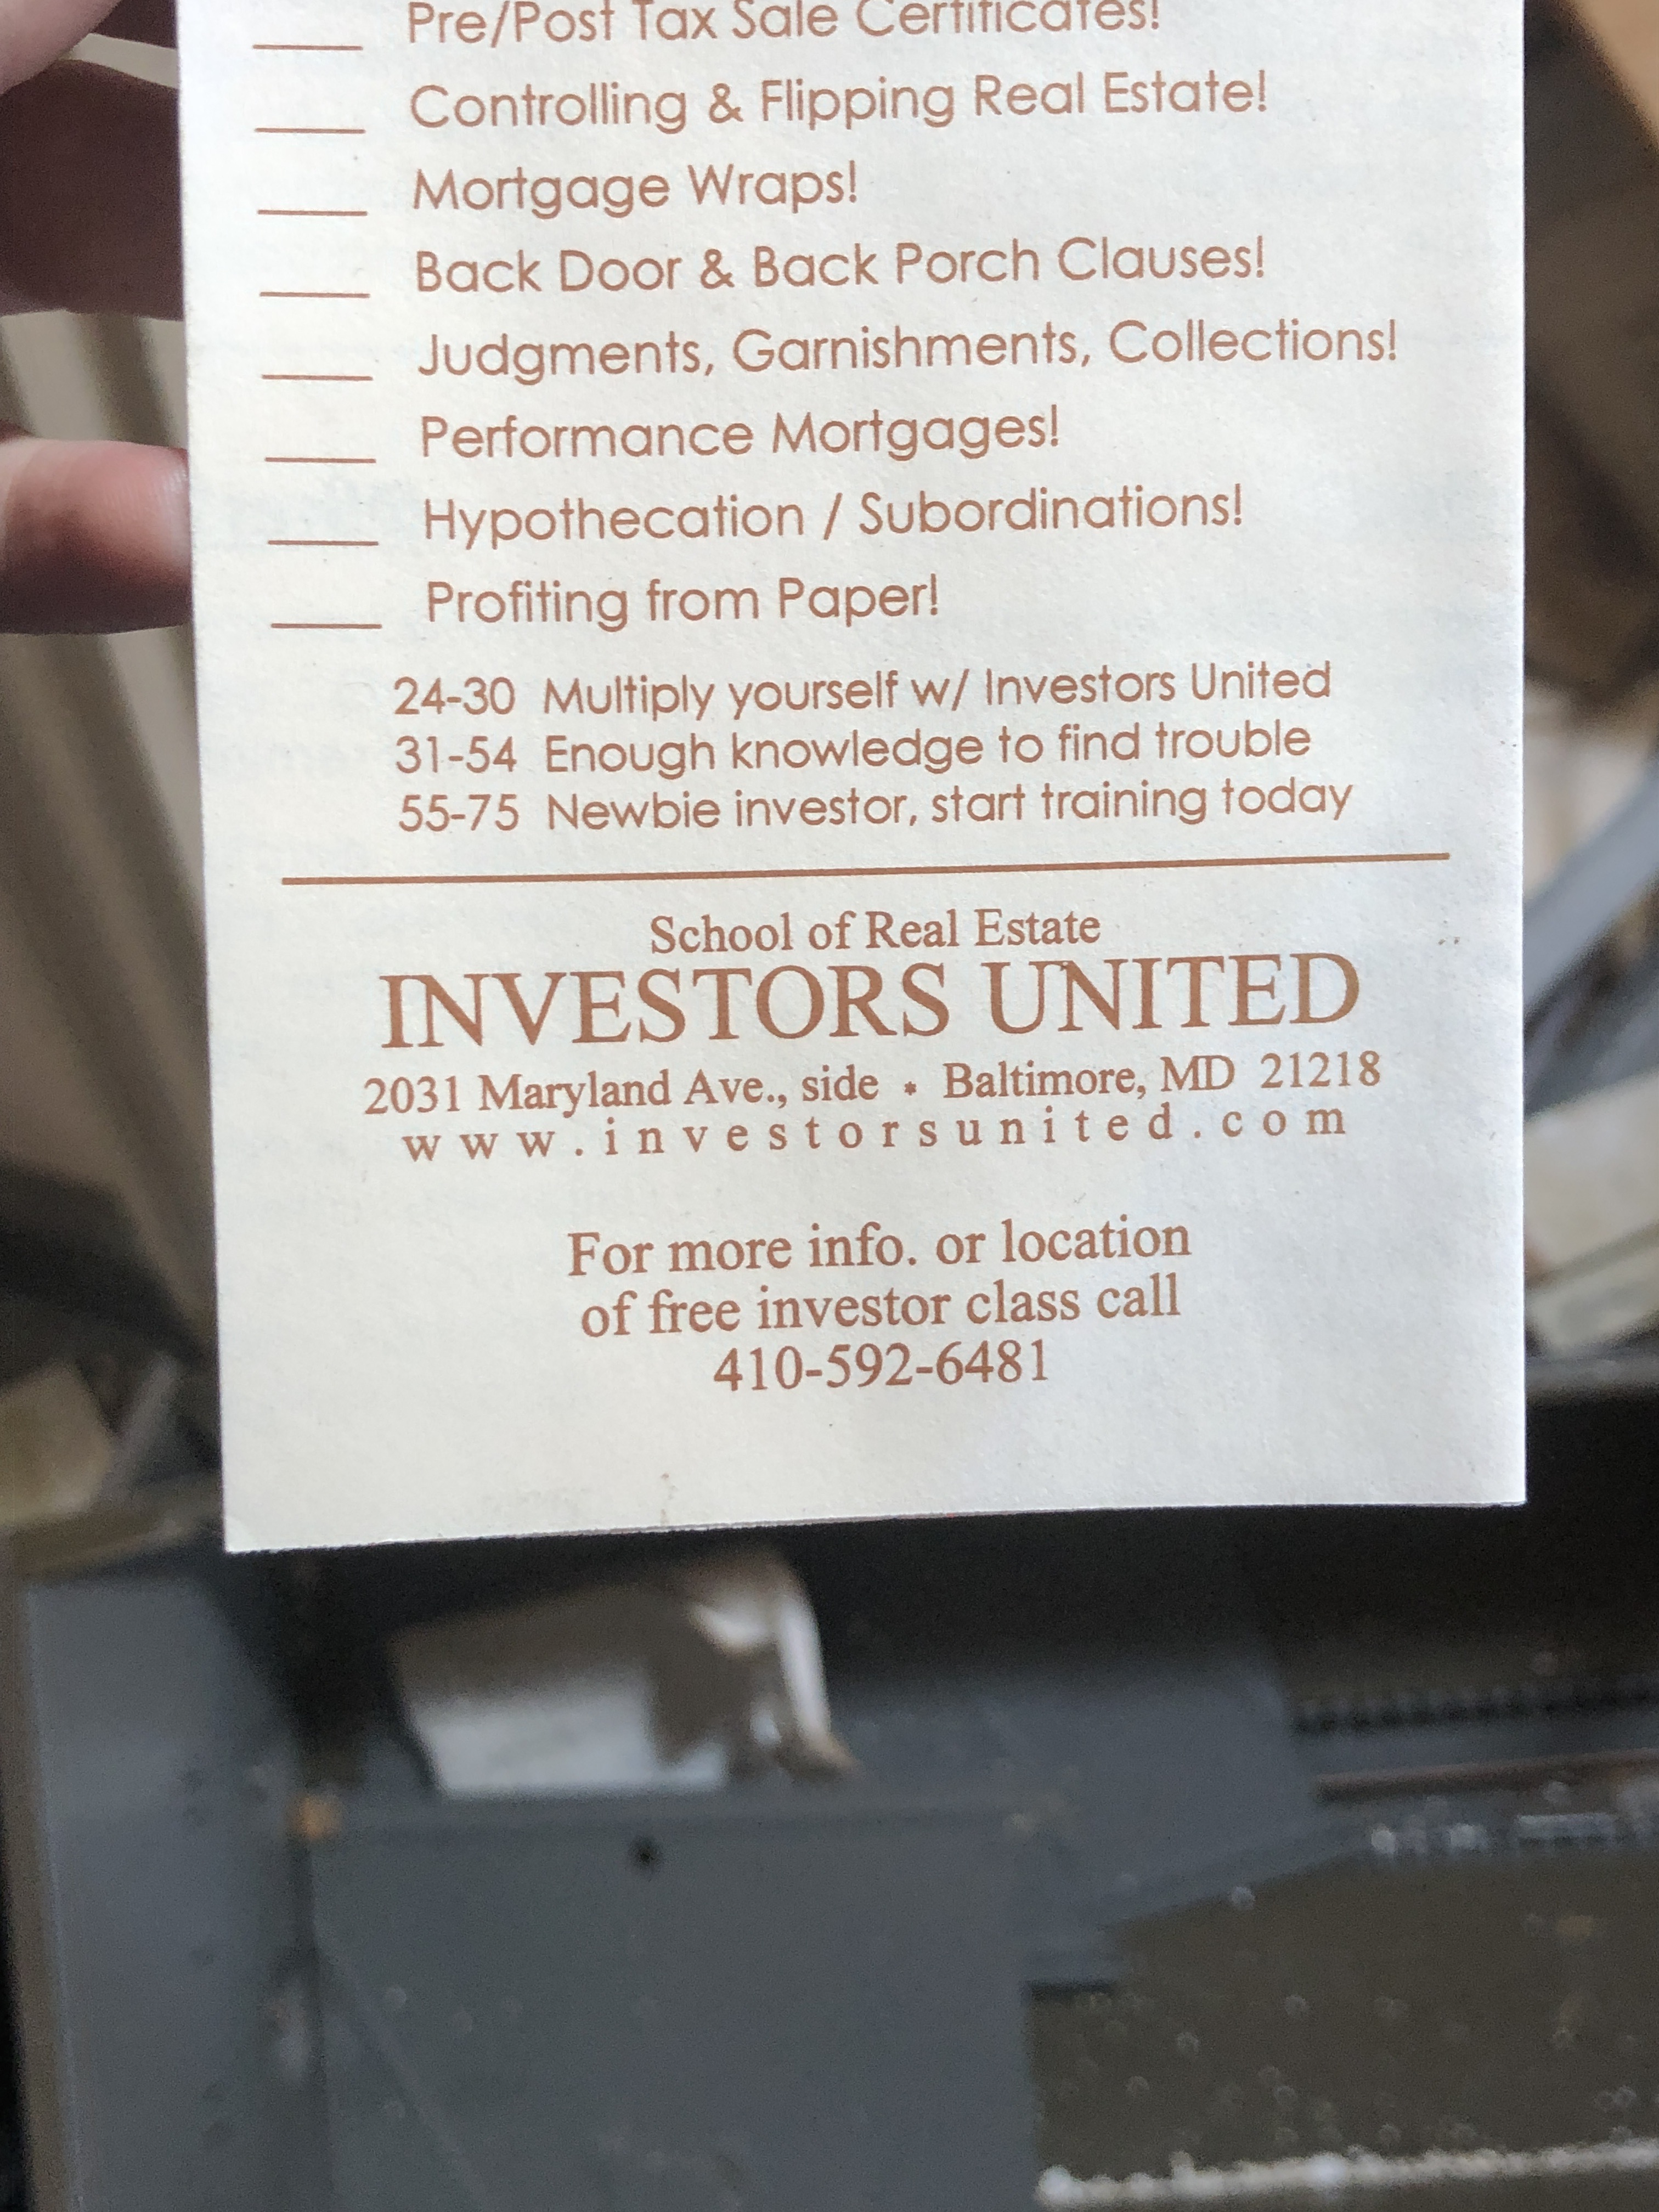 ____ Pre/Post Tax Sale Certificates!
____ Controlling & Flipping Real Estate!
____ Mortgage Wraps!
____ Back Door & Back Porch Clauses!
____ Judgments, Garnishments, Collections!
____ Performance Mortgages!
____ Hypothecation / Subordinations!
____ Profiting from Paper!
24-30 Multiply yourself w/ Investors United
31-54 Enough knowledge to find trouble
55-75 Newbie investor, start training today
School of Real Estate
INVESTORS UNITED
2031 Maryland Ave., side * Baltimore, MD 21218
www.investorsunited.com
For more info. or location
of free investor class call
410-592-6481